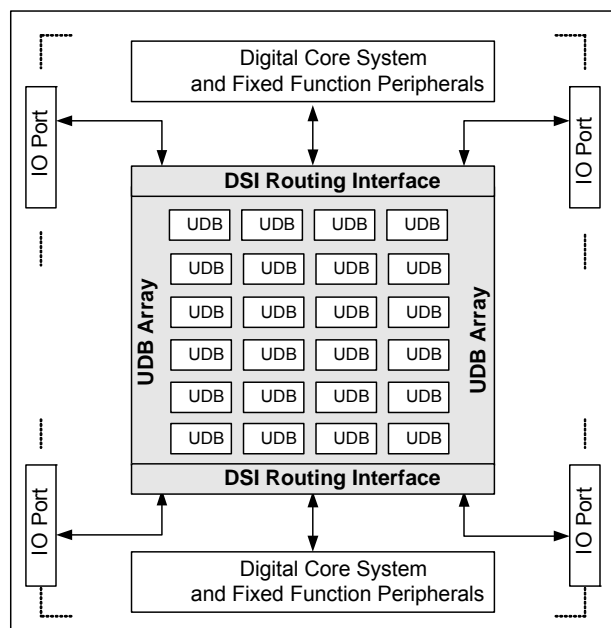 Digital Core System
and Fixed Function Peripherals
IO Port
IO Port
DSI Routing Interface
UDB UDB UDB UDB
UDB UDB UDB UDB
UDB UDB UDB UDB
UDB Array
UDB Array
UDB UDB UDB UDB
UDB UDB UDB UDB
UDB UDB UDB UDB
DSI Routing Interface
IO Port
IO Port
Digital Core System
and Fixed Function Peripherals